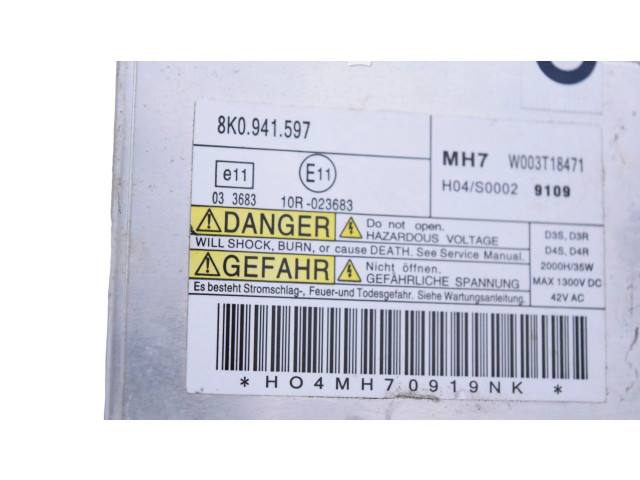 8K0.941.597
MH7 W003T18471
H04/S0002 9109
e11
E11
03 3683
10R-023683
DANGER
Do not open.
HAZARDOUS VOLTAGE
WILL SHOCK, BURN, or cause DEATH. See Service Manual.
GEFAHR
Nicht öffnen.
GEFÄHRLICHE SPANNUNG
Es besteht Stromschlag-, Feuer-und Todesgefahr. Siehe Wartungsanleitung.
D3S, D3R
D4S, D4R
2000H/35W
MAX 1300V DC
42V AC
*HO4MH70919NK*